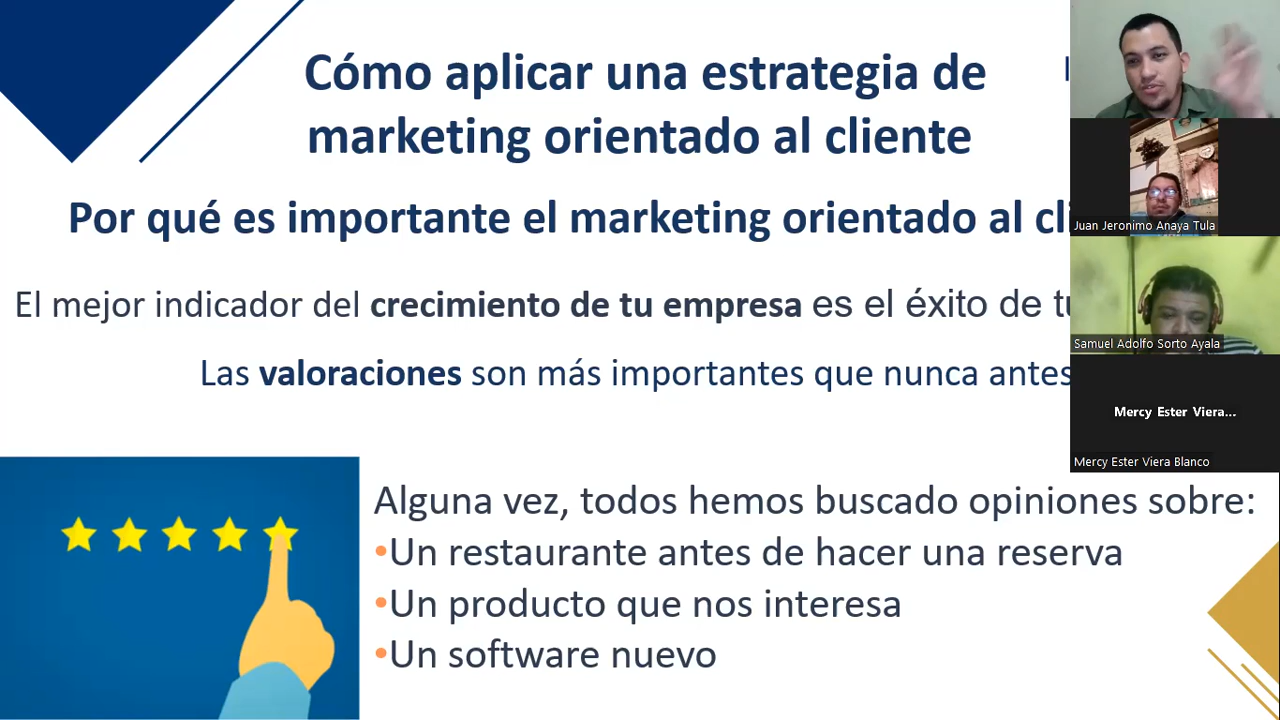 Cómo aplicar una estrategia de
marketing orientado al cliente
Por qué es importante el marketing orientado al
El mejor indicador del crecimiento de tu empresa es el éxito de
Las valoraciones son más importantes que nunca antes
Alguna vez, todos hemos buscado opiniones sobre:
•Un restaurante antes de hacer una reserva
•Un producto que nos interesa
•Un software nuevo
Juan Jeronimo Anaya Tula
Samuel Adolfo Sorto Ayala
Mercy Ester Viera...
Mercy Ester Viera Blanco